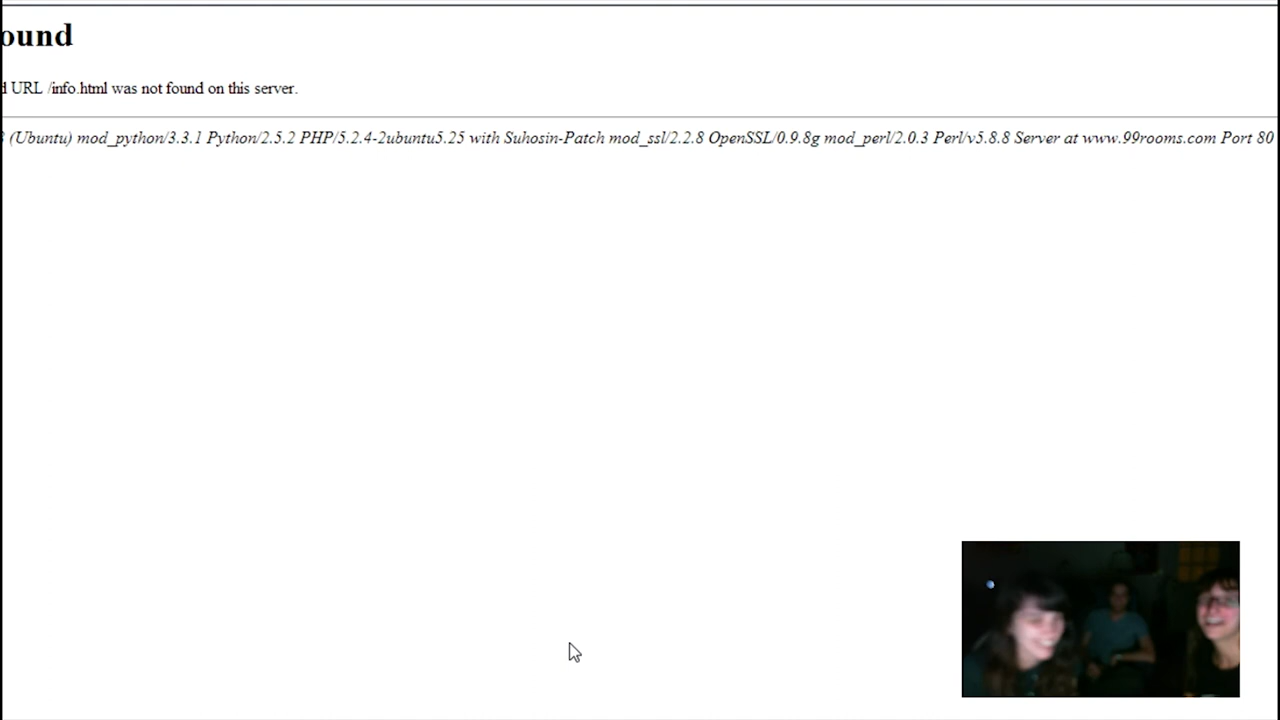 ound
URL /info.html was not found on this server.
(Ubuntu) mod_python/3.3.1 Python/2.5.2 PHP/5.2.4-2ubuntu5.25 with Suhosin-Patch mod_ssl/2.2.8 OpenSSL/0.9.8g mod_perl/2.0.3 Perl/v5.8.8 Server at www.99rooms.com Port 80